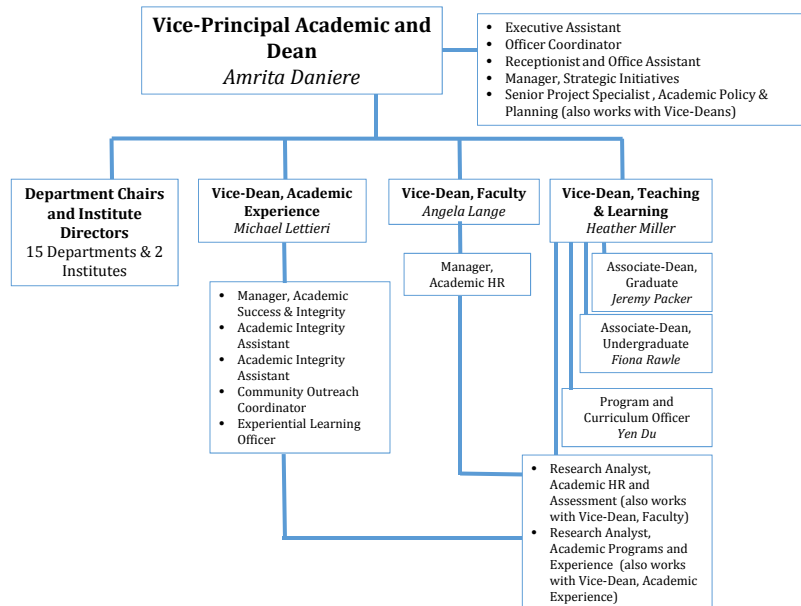 Vice-Principal Academic and
Dean
Amrita Daniere
• Executive Assistant
• Officer Coordinator
• Receptionist and Office Assistant
• Manager, Strategic Initiatives
• Senior Project Specialist , Academic Policy &
Planning (also works with Vice-Deans)
Department Chairs
and Institute
Directors
15 Departments & 2
Institutes
Vice-Dean, Academic
Experience
Michael Lettieri
Vice-Dean, Faculty
Angela Lange
Vice-Dean, Teaching
& Learning
Heather Miller
Manager,
Academic HR
Associate-Dean,
Graduate
Jeremy Packer
• Manager, Academic
Success & Integrity
• Academic Integrity
Assistant
• Academic Integrity
Assistant
• Community Outreach
Coordinator
• Experiential Learning
Officer
Associate-Dean,
Undergraduate
Fiona Rawle
Program and
Curriculum Officer
Yen Du
• Research Analyst,
Academic HR and
Assessment (also works
with Vice-Dean, Faculty)
• Research Analyst,
Academic Programs and
Experience (also works
with Vice-Dean, Academic
Experience)